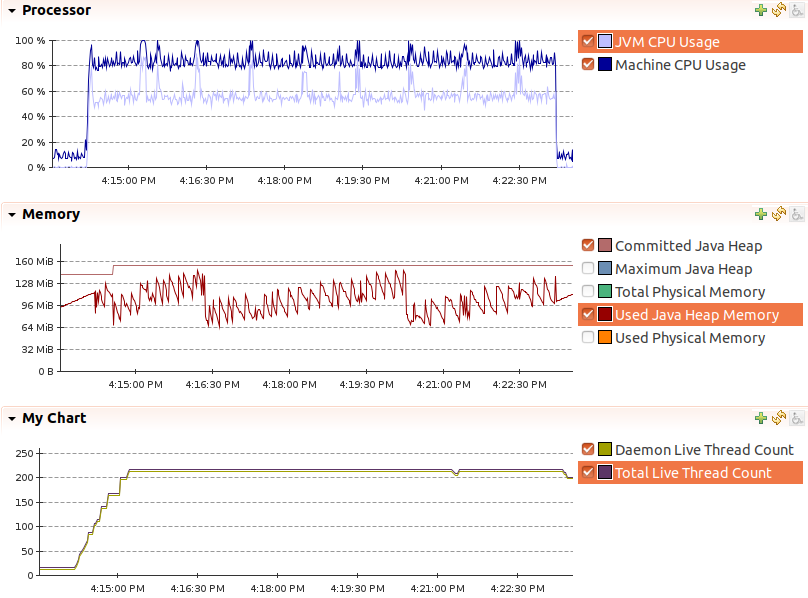 Processor
100 %
80 %
60 %
40 %
20 %
0 %
4:15:00 PM 4:16:30 PM 4:18:00 PM 4:19:30 PM 4:21:00 PM 4:22:30 PM
JVM CPU Usage
Machine CPU Usage
Memory
160 MiB
128 MiB
96 MiB
64 MiB
32 MiB
0 B
4:15:00 PM 4:16:30 PM 4:18:00 PM 4:19:30 PM 4:21:00 PM 4:22:30 PM
Committed Java Heap
Maximum Java Heap
Total Physical Memory
Used Java Heap Memory
Used Physical Memory
My Chart
250
200
150
100
50
0
4:15:00 PM 4:16:30 PM 4:18:00 PM 4:19:30 PM 4:21:00 PM 4:22:30 PM
Daemon Live Thread Count
Total Live Thread Count